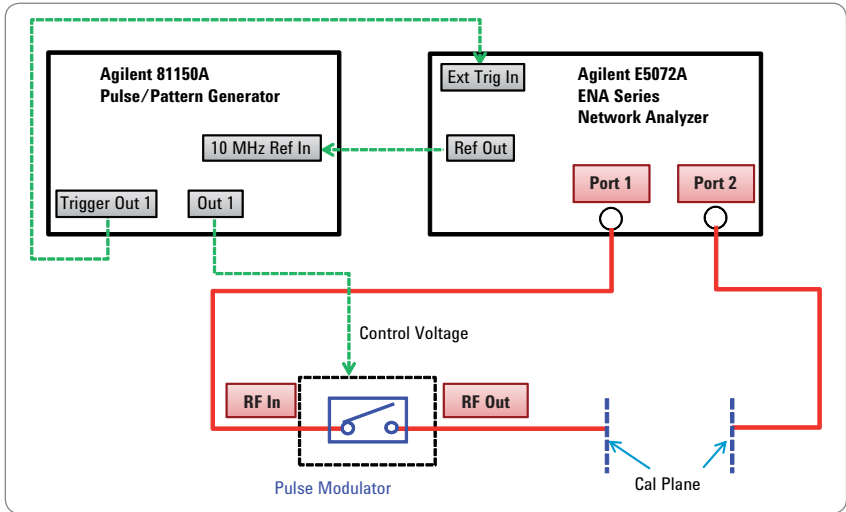 Agilent 81150A
Pulse/Pattern Generator
10 MHz Ref In
Trigger Out 1
Out 1
Ext Trig In
Agilent E5072A
ENA Series
Network Analyzer
Ref Out
Port 1
Port 2
Control Voltage
RF In
RF Out
Pulse Modulator
Cal Plane